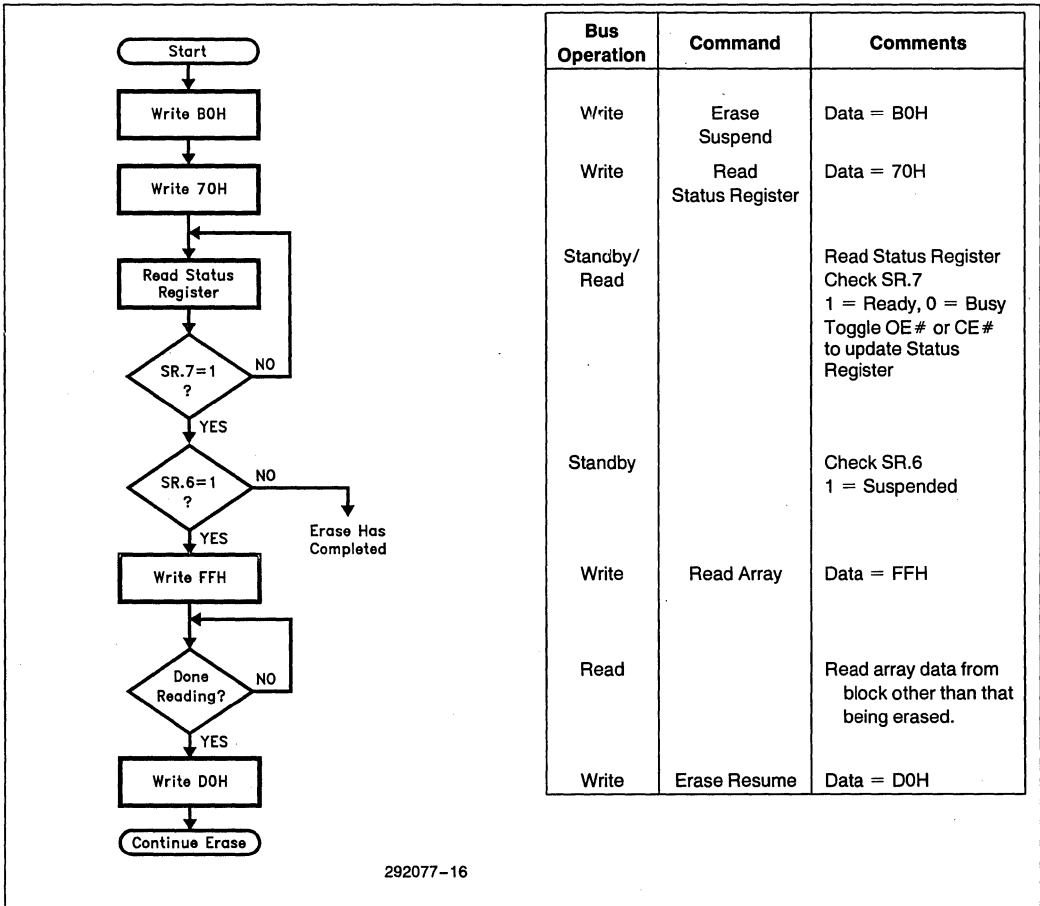 Start
Write B0H
Write 70H
Read Status
Register
SR.7=1
?
NO
YES
SR.6=1
?
NO
Erase Has
Completed
YES
Write FFH
Done
Reading?
NO
YES
Write D0H
Continue Erase
292077-16
Bus
Operation
Command
Comments
Write
Erase
Suspend
Data = B0H
Write
Read
Status Register
Data = 70H
Standby/
Read
Read Status Register
Check SR.7
1 = Ready, 0 = Busy
Toggle OE# or CE#
to update Status
Register
Standby
Check SR.6
1 = Suspended
Write
Read Array
Data = FFH
Read
Read array data from
block other than that
being erased.
Write
Erase Resume
Data = D0H